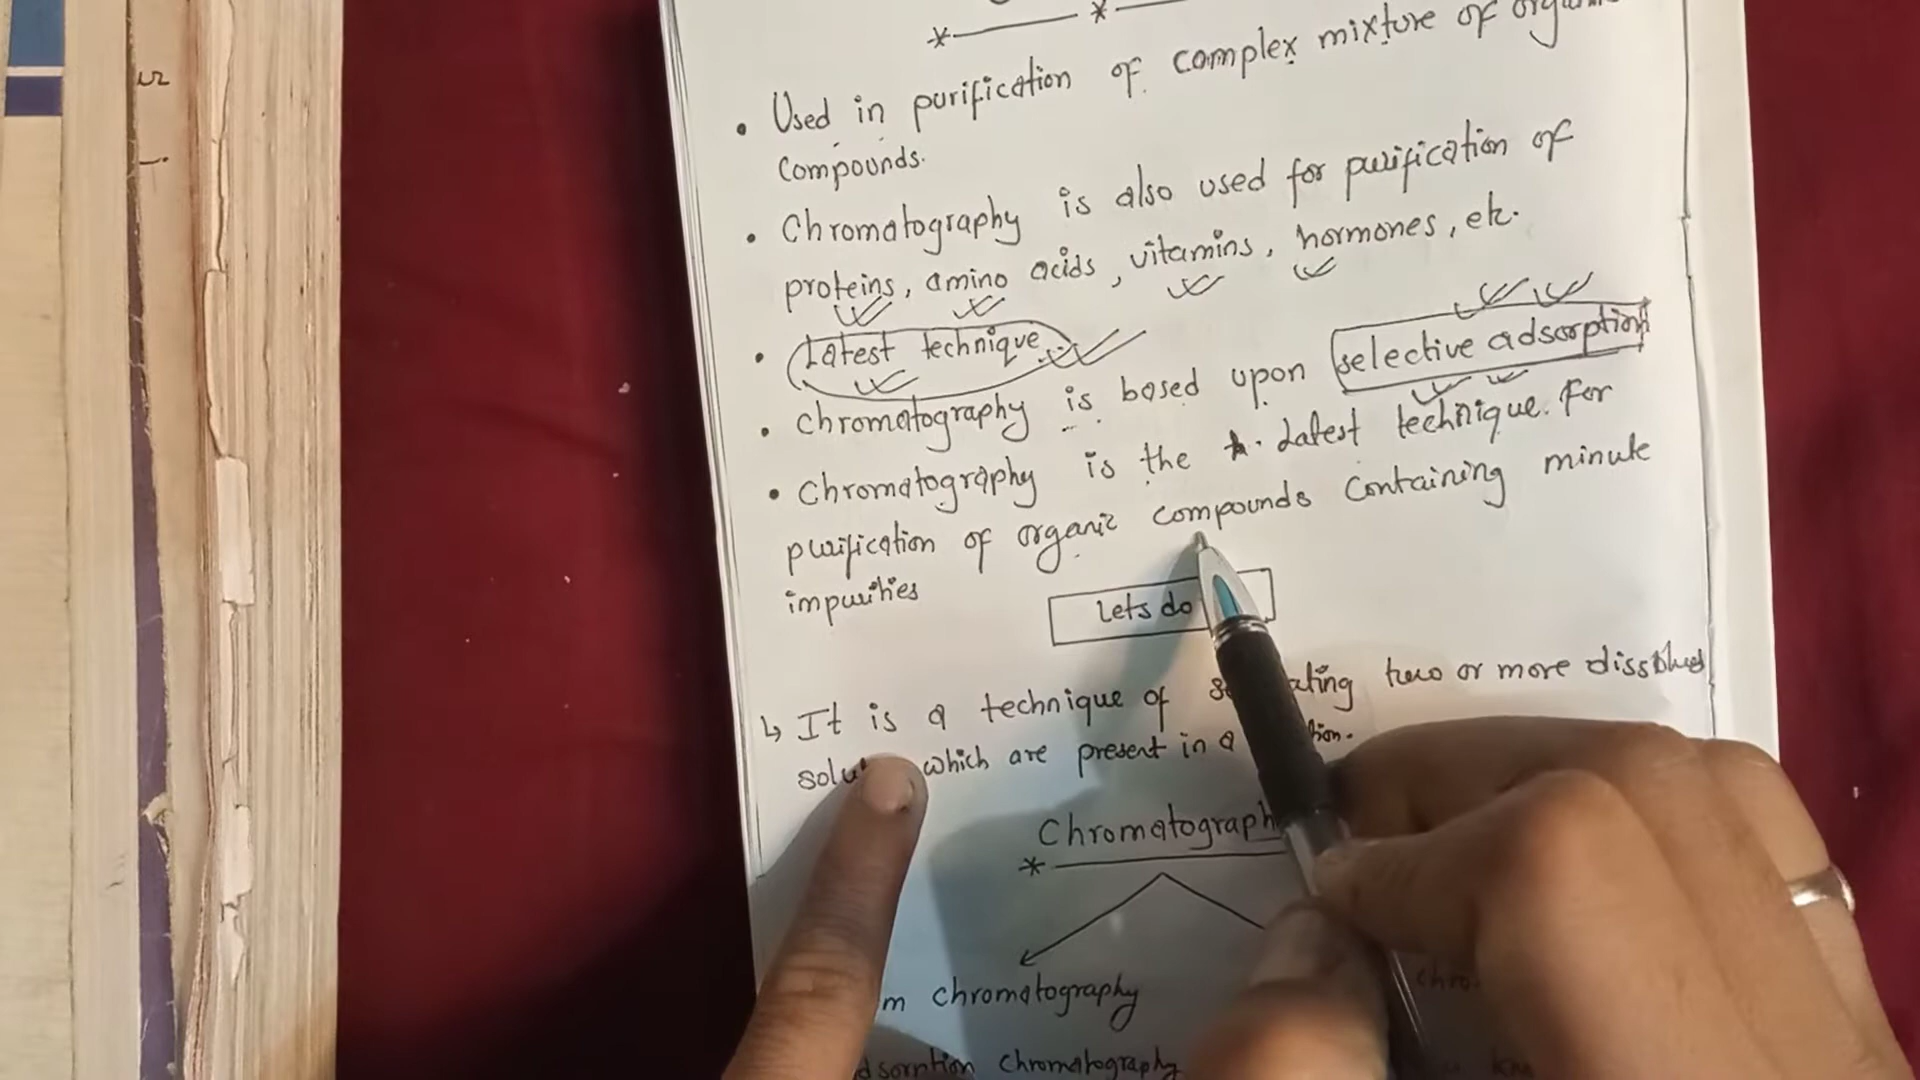 • Used in purification of complex mixture of
compounds.
• Chromatography is also used for purification of
proteins, amino acids, vitamins, hormones, etc.
• Latest technique.
• chromatography is based upon selective adsorption
• Chromatography is the Latest technique. For
purification of organic compounds containing minute
impurities
Lets do
↳ It is a technique of two or more dissolved
which are present in a
Chromatography
chromatography
chromatography